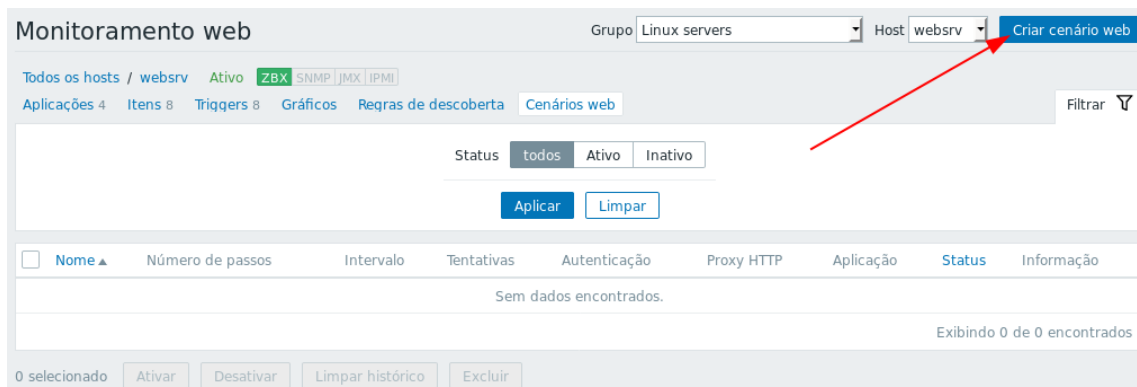 Monitoramento web Grupo Linux servers Host websrv Criar cenário web
Todos os hosts / websrv Ativo ZBX SNMP JMX IPMI
Aplicações 4 Itens 8 Triggers 8 Gráficos Regras de descoberta Cenários web Filtrar
Status todos Ativo Inativo
Aplicar Limpar
Nome ▲ Número de passos Intervalo Tentativas Autenticação Proxy HTTP Aplicação Status Informação
Sem dados encontrados.
Exibindo 0 de 0 encontrados
0 selecionado Ativar Desativar Limpar histórico Excluir